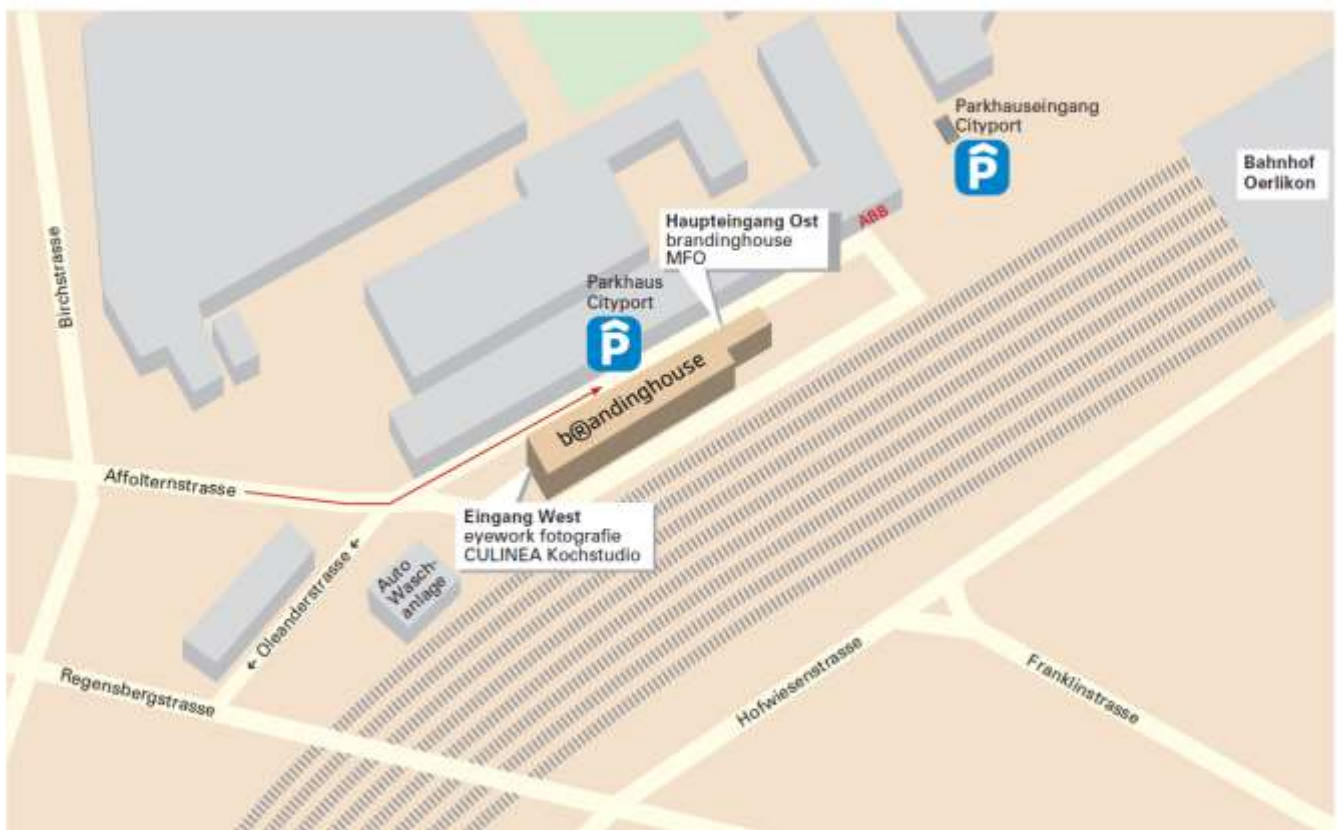 Parkhauseingang
Cityport
P
Bahnhof
Oerlikon
Haupteingang Ost
brandinghouse
MFO
ABB
Parkhaus
Cityport
P
Birchstrasse
b®andinghouse
Affolternstrasse
Eingang West
eyework fotografie
CULINEA Kochstudio
Auto
Wasch-
anlage
← Oleanderstrasse ←
Regensbergstrasse
Hofwiesenstrasse
Franklinstrasse